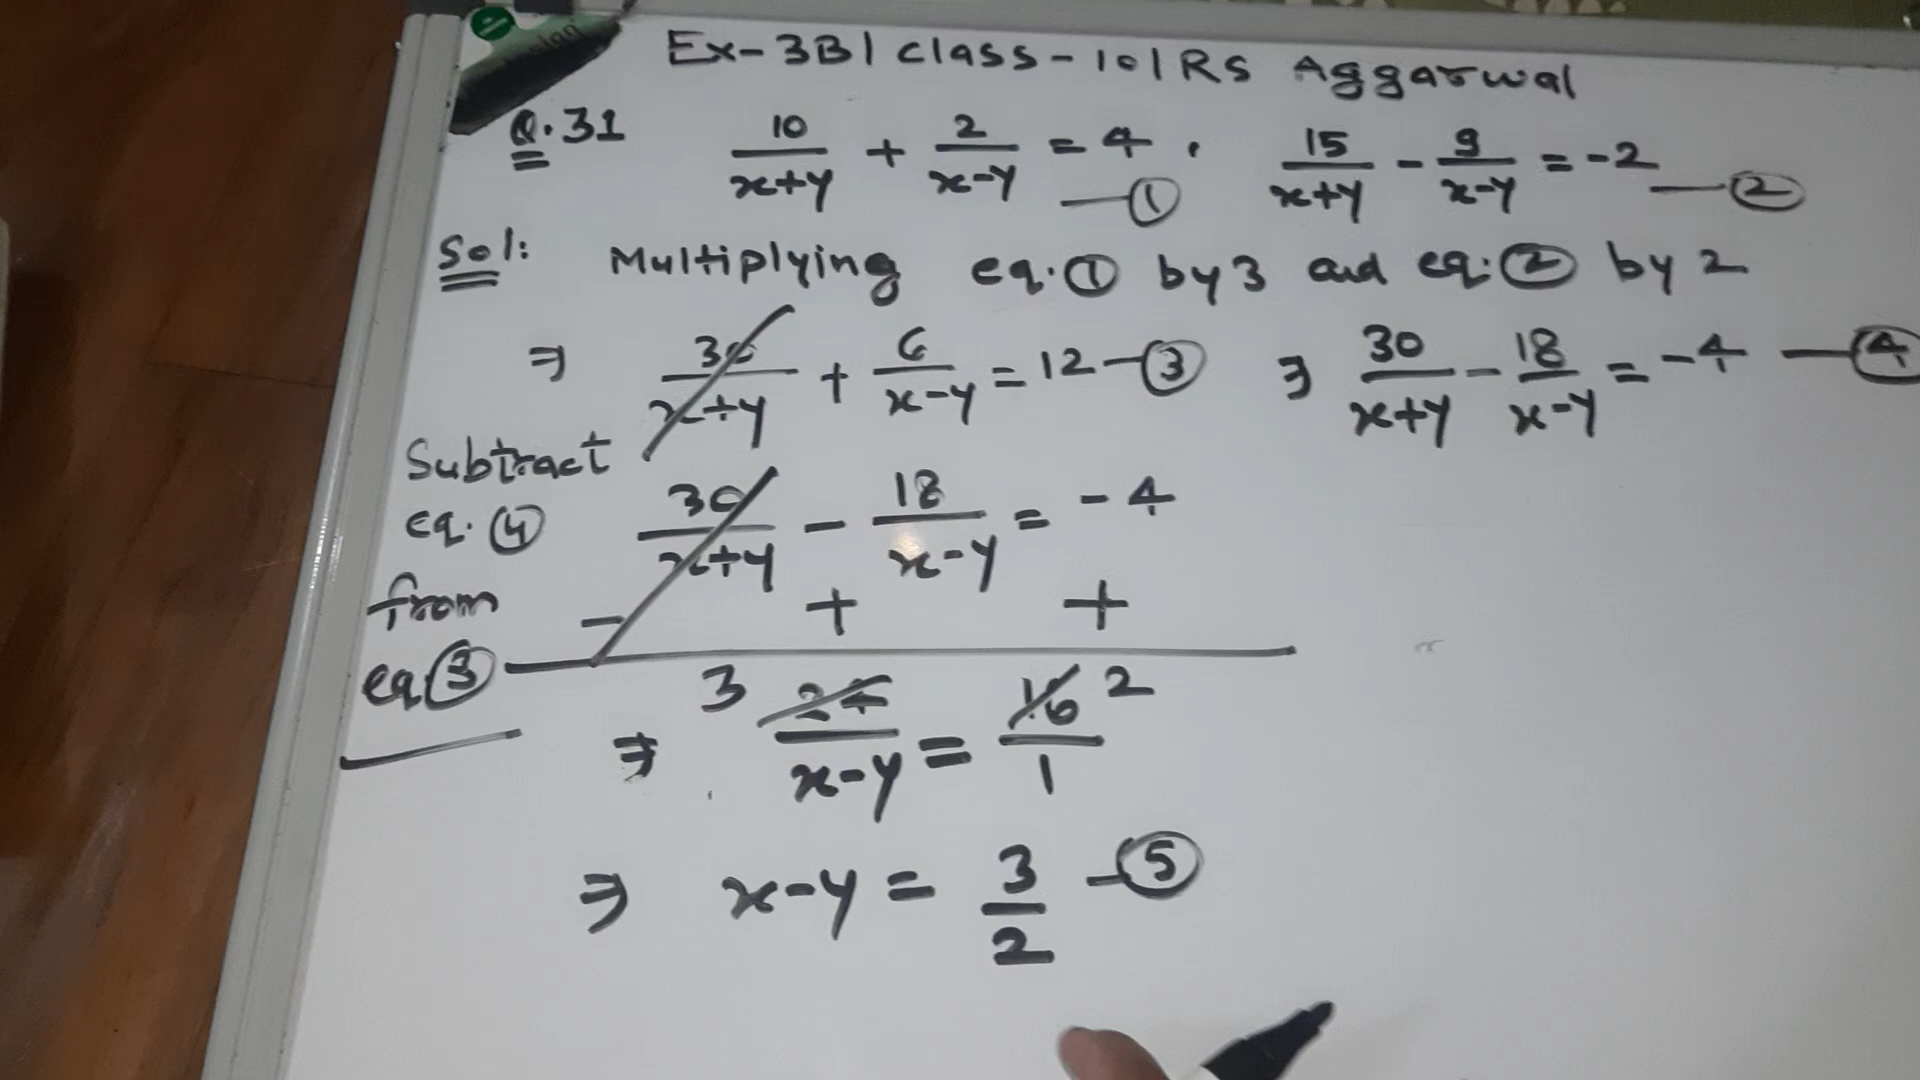 Ex-3B| class-10| RS Aggarwal
Q.31 10/(x+y) + 2/(x-y) = 4 —①, 15/(x+y) - 9/(x-y) = -2 —②
Sol: Multiplying eq.① by 3 and eq.② by 2
⇒ 30/(x+y) + 6/(x-y) = 12 —③ ⇒ 30/(x+y) - 18/(x-y) = -4 —④
Subtract
eq. ④ 30/(x+y) - 18/(x-y) = -4
from - + +
eq ③
⇒ 3 24/(x-y) = 16/1 2
⇒ x-y = 3/2 —⑤